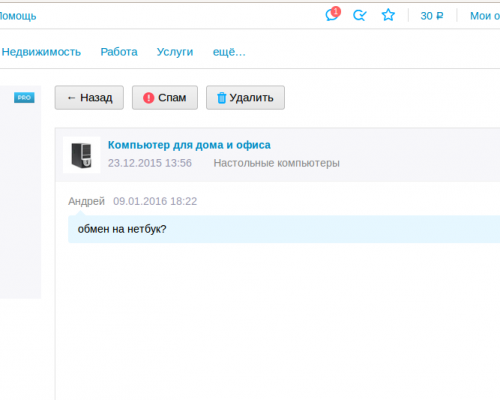 Помощь 1 30 ₽ Мои о
Недвижимость Работа Услуги ещё...
PRO ← Назад Спам Удалить
Компьютер для дома и офиса
23.12.2015 13:56 Настольные компьютеры
Андрей 09.01.2016 18:22
обмен на нетбук?